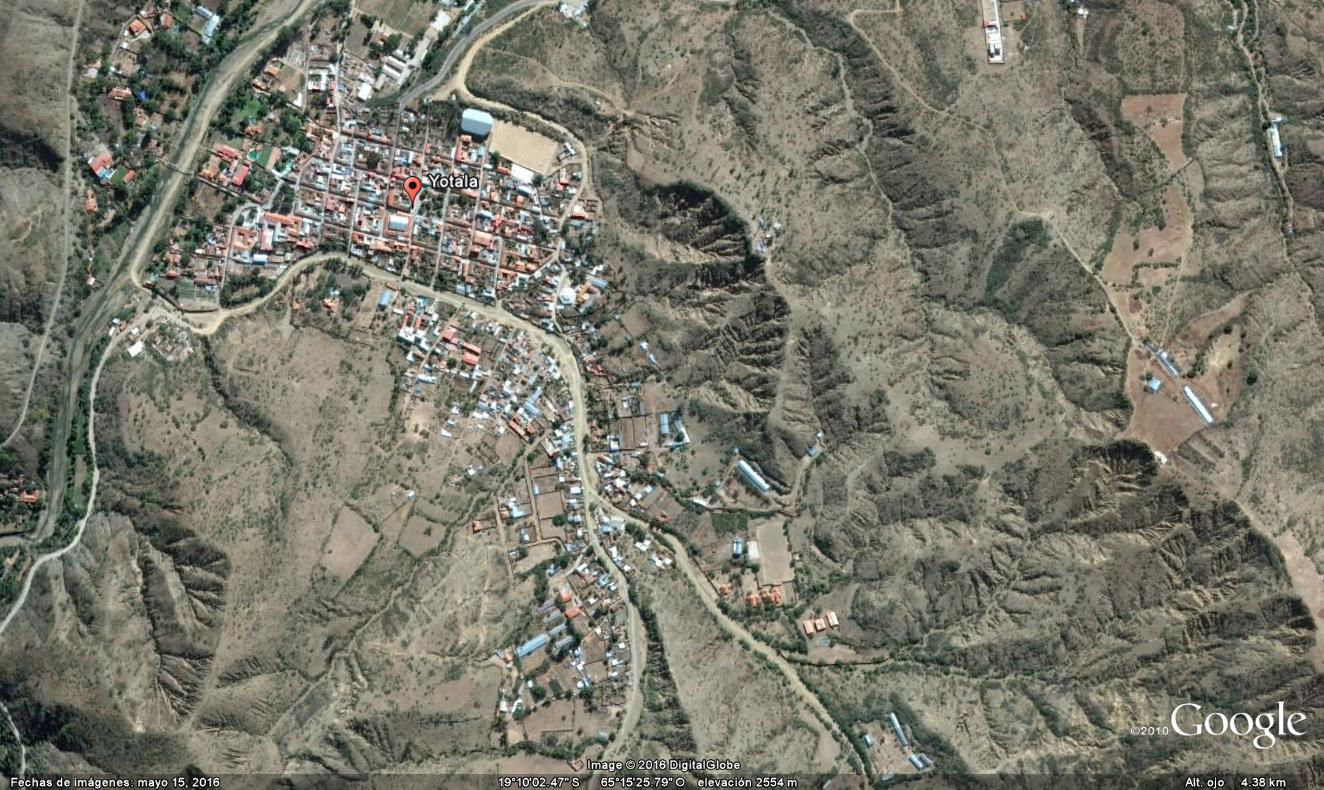 Yotala
©2010 Google
Image © 2016 DigitalGlobe
Fechas de imágenes: mayo 15, 2016 19°10'02.47" S 65°15'25.79" O elevación 2554 m Alt. ojo 4.38 km